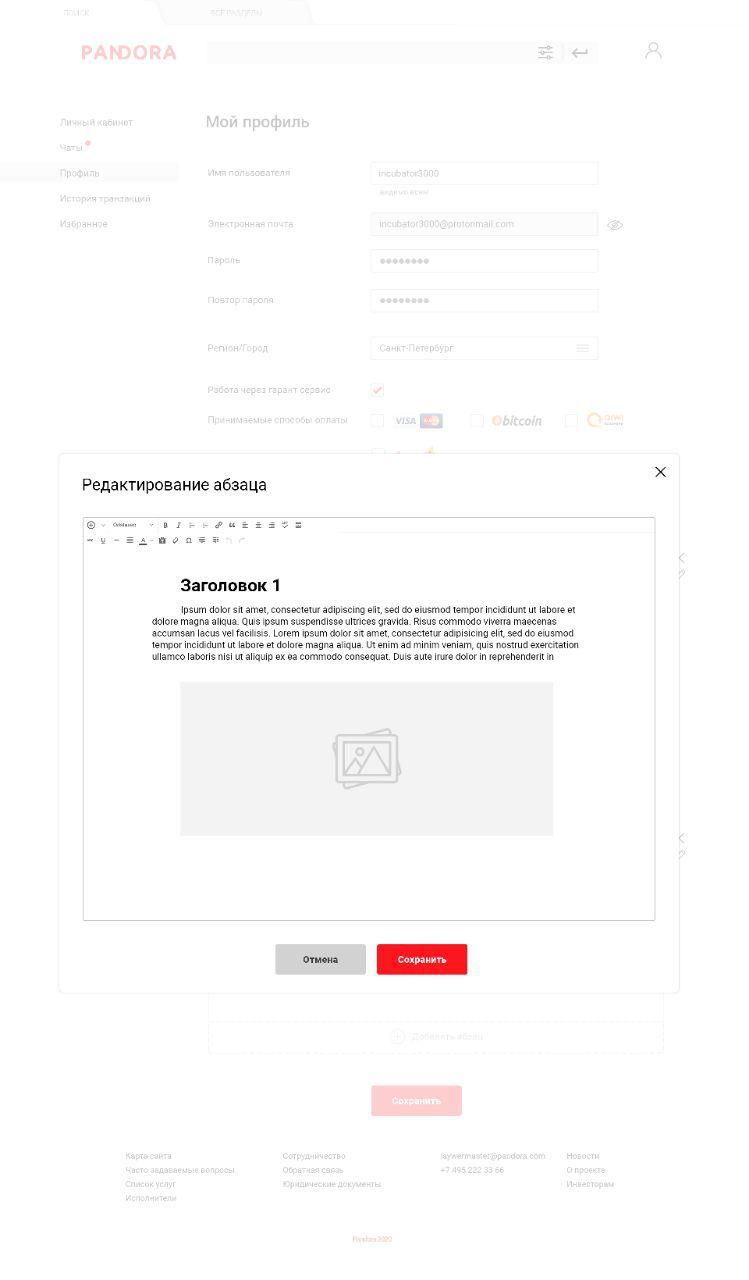 ПОИСК
ВСЕ РАЗДЕЛЫ
PANDORA
Личный кабинет
Чаты
Профиль
История транзакций
Избранное
Мой профиль
Имя пользователя
incubator3000
видимо всем
Электронная почта
incubator3000@protonmail.com
Пароль
Повтор пароля
Регион/Город
Санкт-Петербург
Работа через гарант сервис
Принимаемые способы оплаты
VISA
bitcoin
QIWI
Редактирование абзаца
Заголовок 1
Ipsum dolor sit amet, consectetur adipiscing elit, sed do eiusmod tempor incididunt ut labore et
dolore magna aliqua. Quis ipsum suspendisse ultrices gravida. Risus commodo viverra maecenas
accumsan lacus vel facilisis. Lorem ipsum dolor sit amet, consectetur adipiscing elit, sed do eiusmod
tempor incididunt ut labore et dolore magna aliqua. Ut enim ad minim veniam, quis nostrud exercitation
ullamco laboris nisi ut aliquip ex ea commodo consequat. Duis aute irure dolor in reprehenderit in
Отмена
Сохранить
Добавить абзац
Сохранить
Карта сайта
Часто задаваемые вопросы
Список услуг
Исполнители
Сотрудничество
Обратная связь
Юридические документы
laywermaster@pandora.com
+7 495 222 33 66
Новости
О проекте
Инвесторам
Pandora 2020